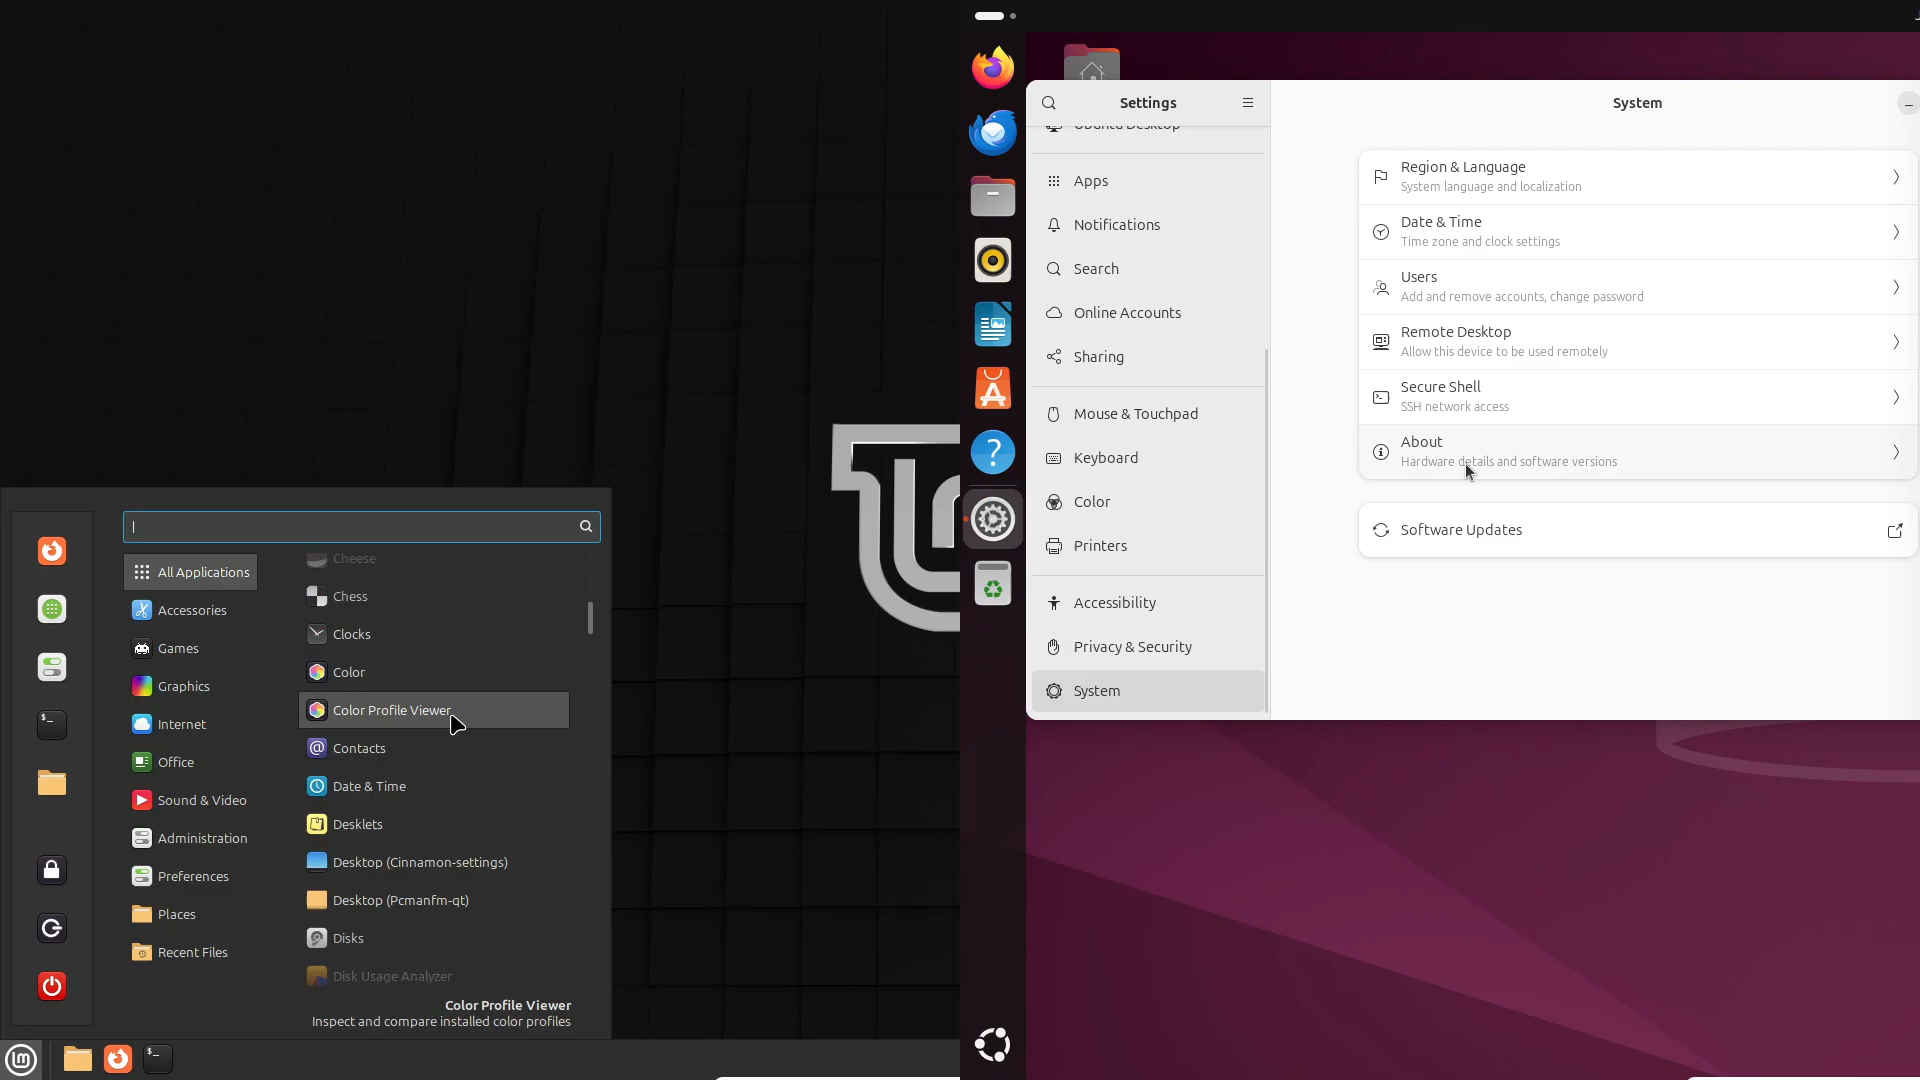 All Applications
Accessories
Games
Graphics
Internet
Office
Sound & Video
Administration
Preferences
Places
Recent Files
Cheese
Chess
Clocks
Color
Color Profile Viewer
Contacts
Date & Time
Desklets
Desktop (Cinnamon-settings)
Desktop (Pcmanfm-qt)
Disks
Disk Usage Analyzer
Color Profile Viewer
Inspect and compare installed color profiles
Settings
Ubuntu Desktop
Apps
Notifications
Search
Online Accounts
Sharing
Mouse & Touchpad
Keyboard
Color
Printers
Accessibility
Privacy & Security
System
System
Region & Language
System language and localization
Date & Time
Time zone and clock settings
Users
Add and remove accounts, change password
Remote Desktop
Allow this device to be used remotely
Secure Shell
SSH network access
About
Hardware details and software versions
Software Updates